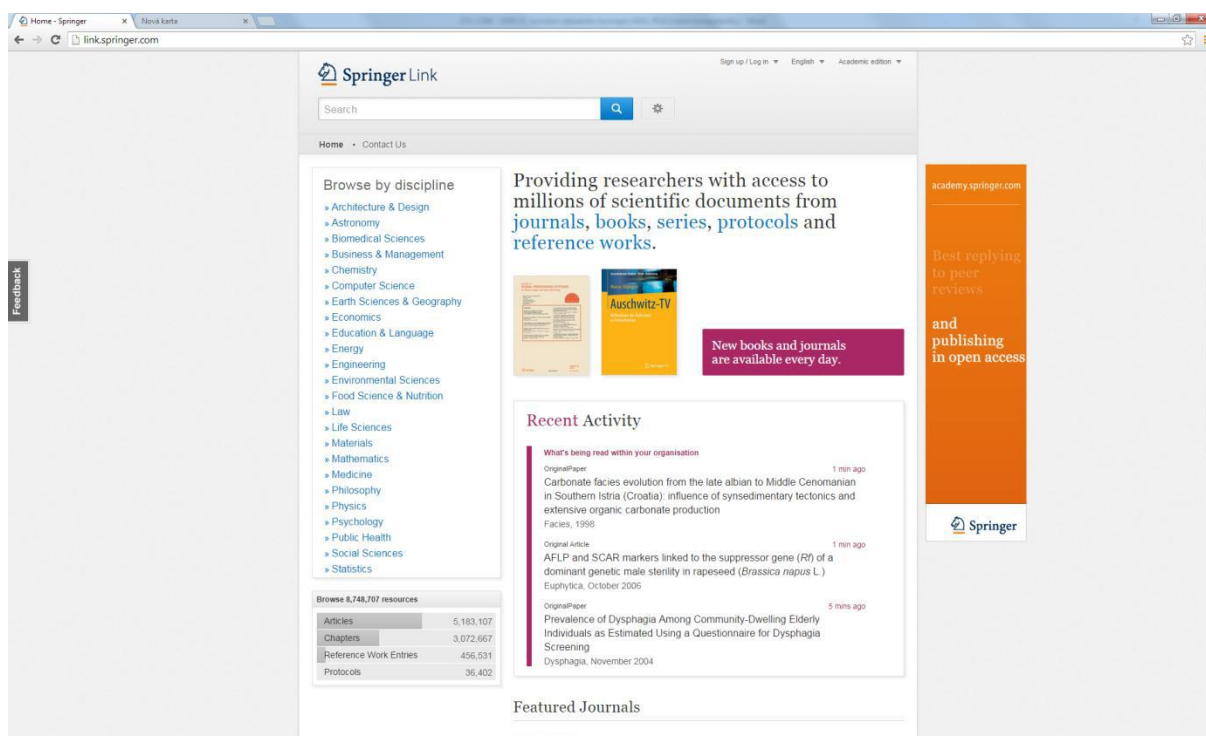 Home - Springer
Nová karta
link.springer.com
Sign up / Log in English Academic edition
Springer Link
Search
Home • Contact Us
Feedback
Browse by discipline
» Architecture & Design
» Astronomy
» Biomedical Sciences
» Business & Management
» Chemistry
» Computer Science
» Earth Sciences & Geography
» Economics
» Education & Language
» Energy
» Engineering
» Environmental Sciences
» Food Science & Nutrition
» Law
» Life Sciences
» Materials
» Mathematics
» Medicine
» Philosophy
» Physics
» Psychology
» Public Health
» Social Sciences
» Statistics
Browse 8,748,707 resources
Articles 5,183,107
Chapters 3,072,667
Reference Work Entries 456,531
Protocols 36,402
Providing researchers with access to
millions of scientific documents from
journals, books, series, protocols and
reference works.
Auschwitz-TV
New books and journals
are available every day.
Recent Activity
What's being read within your organisation
OriginalPaper 1 min ago
Carbonate facies evolution from the late albian to Middle Cenomanian
in Southern Istria (Croatia): influence of synsedimentary tectonics and
extensive organic carbonate production
Facies, 1998
Original Article 1 min ago
AFLP and SCAR markers linked to the suppressor gene (Rf) of a
dominant genetic male sterility in rapeseed (Brassica napus L.)
Euphytica, October 2006
OriginalPaper 5 mins ago
Prevalence of Dysphagia Among Community-Dwelling Elderly
Individuals as Estimated Using a Questionnaire for Dysphagia
Screening
Dysphagia, November 2004
Featured Journals
academy.springer.com
Best replying
to peer
reviews
and
publishing
in open access
Springer